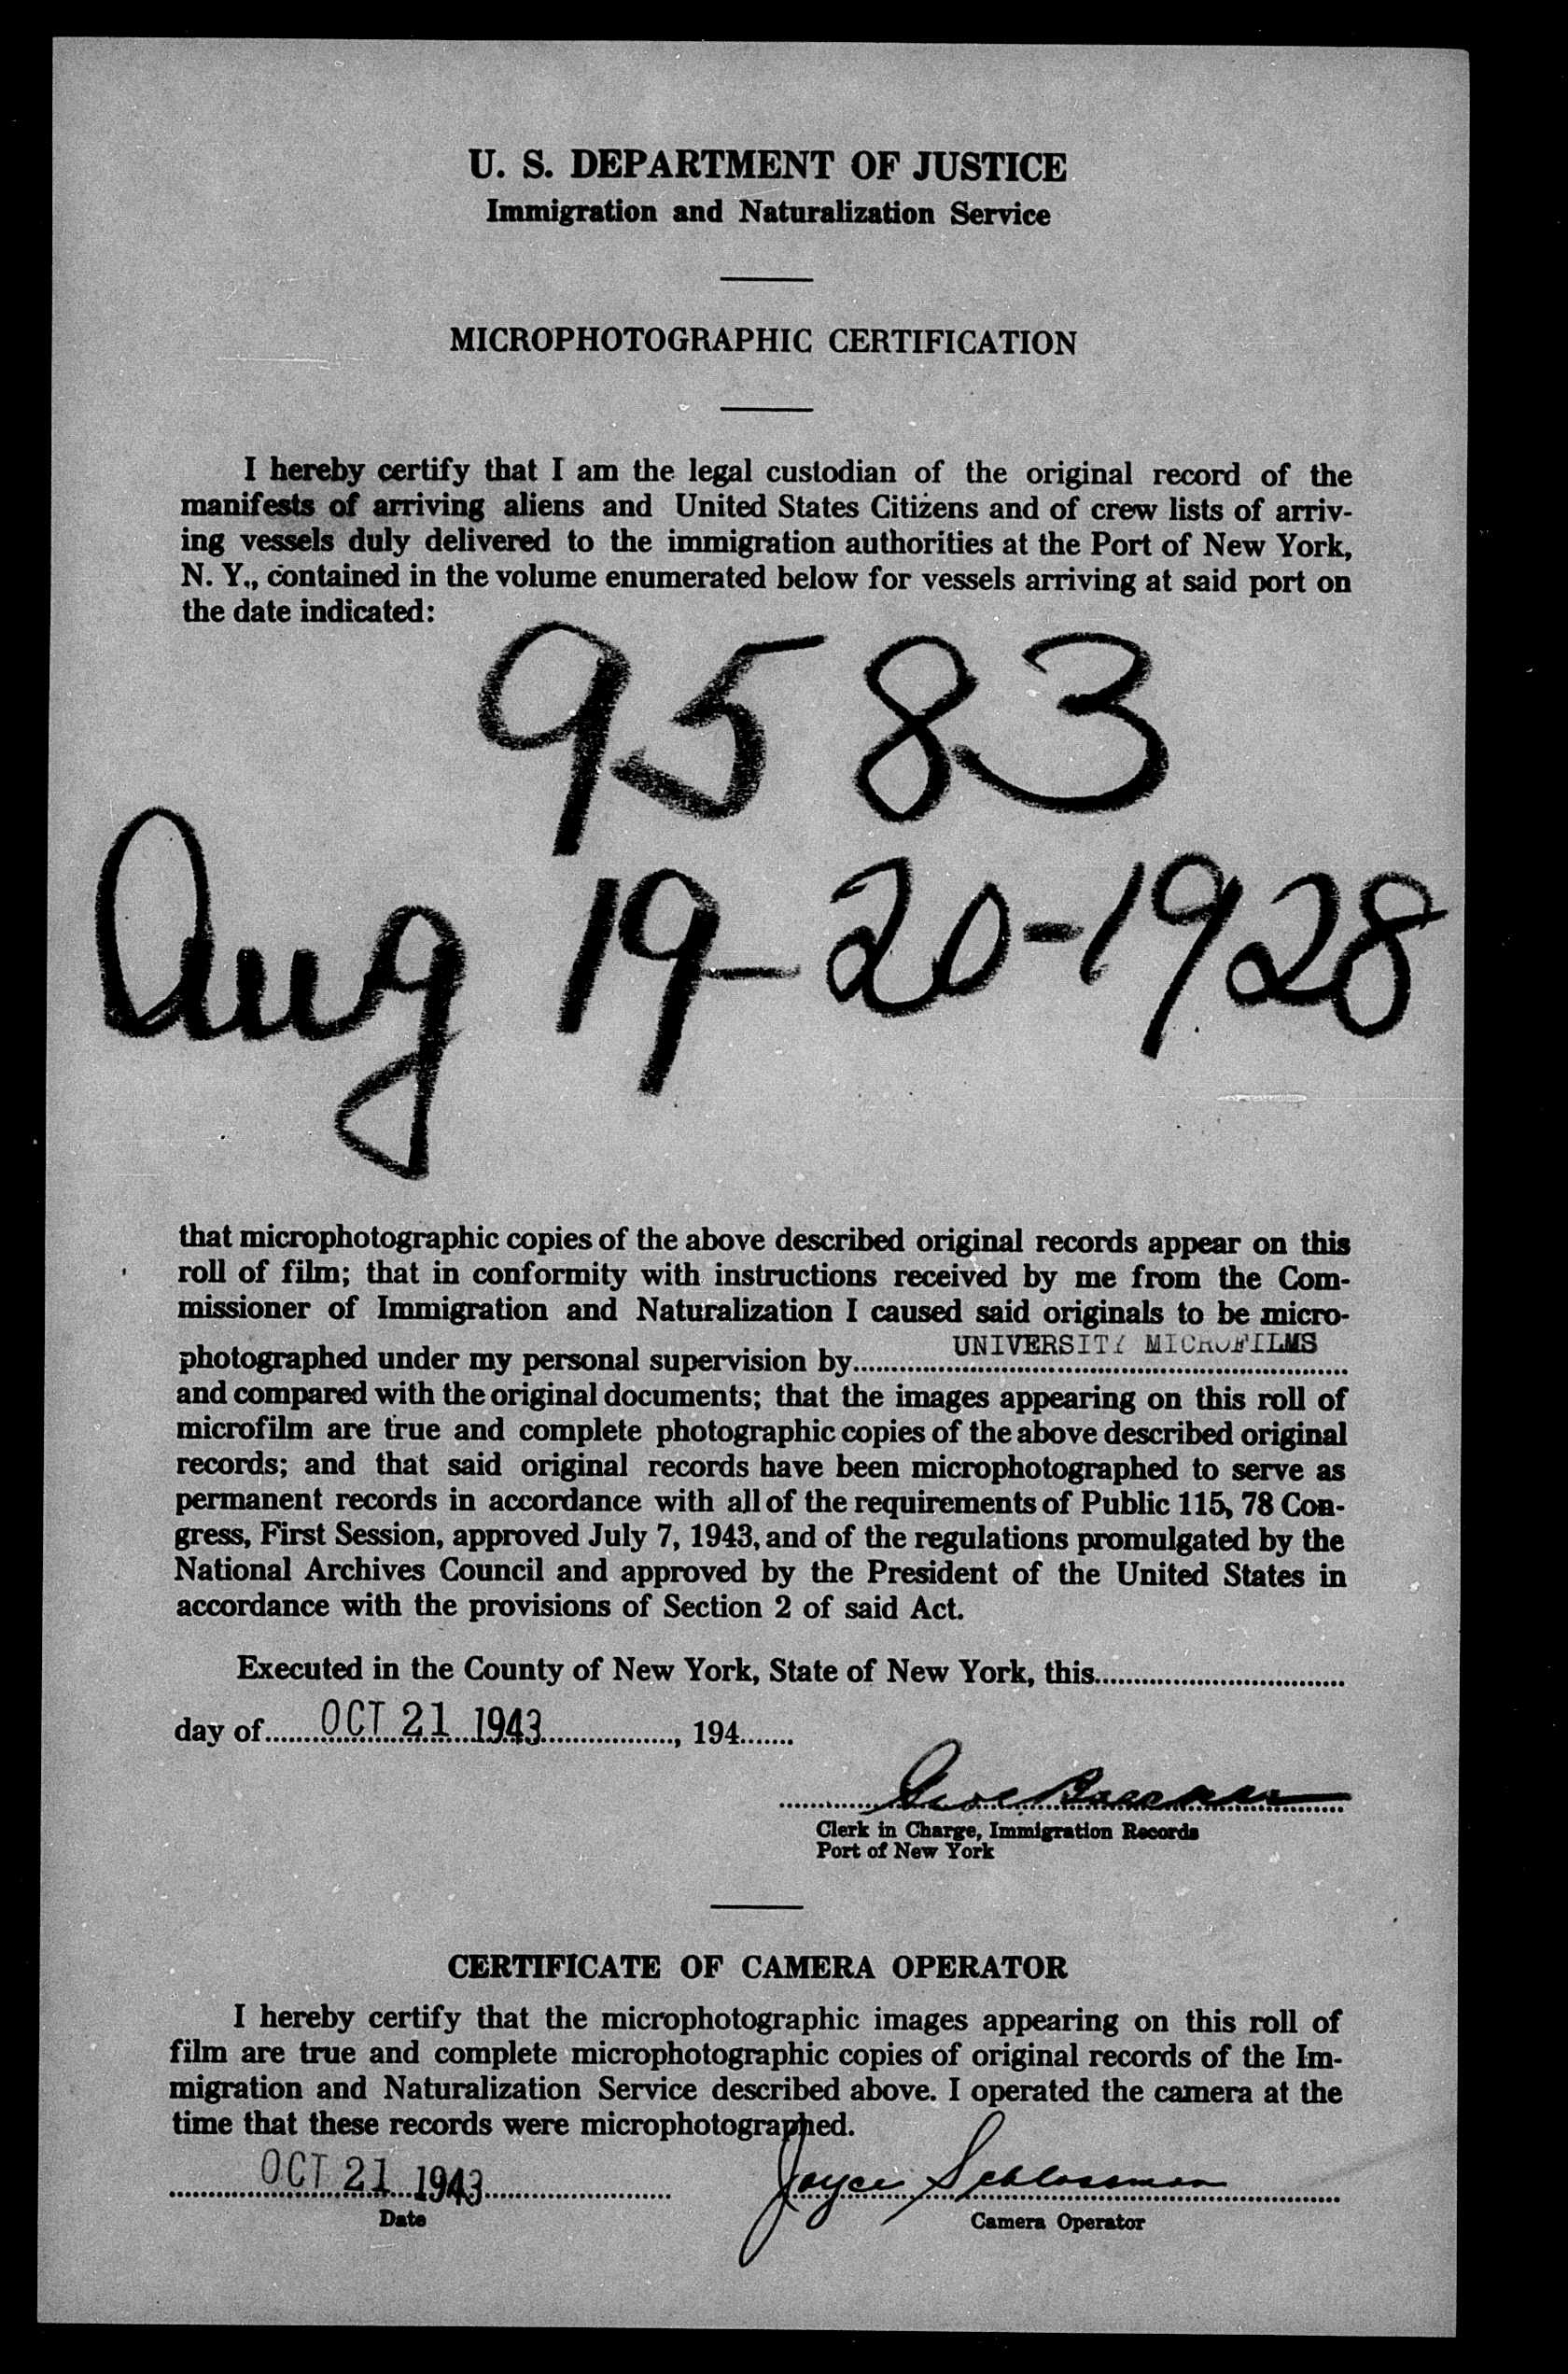 U. S. DEPARTMENT OF JUSTICE
Immigration and Naturalization Service
MICROPHOTOGRAPHIC CERTIFICATION
I hereby certify that I am the legal custodian of the original record of the
manifests of arriving aliens and United States Citizens and of crew lists of arriv-
ing vessels duly delivered to the immigration authorities at the Port of New York,
N. Y., contained in the volume enumerated below for vessels arriving at said port on
the date indicated:
9583
Aug 19-20-1928
that microphotographic copies of the above described original records appear on this
roll of film; that in conformity with instructions received by me from the Com-
missioner of Immigration and Naturalization I caused said originals to be micro-
UNIVERSITY MICROFILMS
photographed under my personal supervision by
and compared with the original documents; that the images appearing on this roll of
microfilm are true and complete photographic copies of the above described original
records; and that said original records have been microphotographed to serve as
permanent records in accordance with all of the requirements of Public 115, 78 Con-
gress, First Session, approved July 7, 1943, and of the regulations promulgated by the
National Archives Council and approved by the President of the United States in
accordance with the provisions of Section 2 of said Act.
Executed in the County of New York, State of New York, this
day of OCT 21 1943, 194
Clerk in Charge, Immigration Records
Port of New York
CERTIFICATE OF CAMERA OPERATOR
I hereby certify that the microphotographic images appearing on this roll of
film are true and complete microphotographic copies of original records of the Im-
migration and Naturalization Service described above. I operated the camera at the
time that these records were microphotographed.
OCT 21 1943 Joyce Schlossman
Date Camera Operator